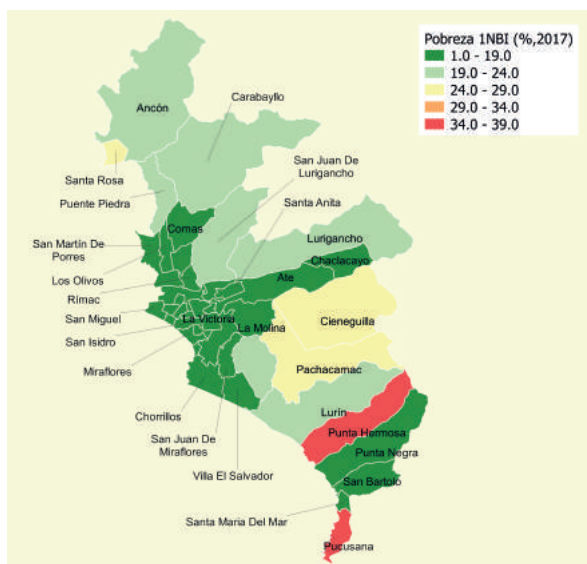 Pobreza 1NBI (%,2017)
1.0 - 19.0
19.0 - 24.0
24.0 - 29.0
29.0 - 34.0
34.0 - 39.0
Ancón
Carabayllo
San Juan De
Lurigancho
Santa Rosa
Puente Piedra
Santa Anita
Comas
San Martín De
Porres
Lurigancho
Chaclacayo
Los Olivos
Ate
Rímac
San Miguel
La Victoria
Cieneguilla
La Molina
San Isidro
Miraflores
Pachacamac
Chorrillos
Lurín
San Juan De
Miraflores
Punta Hermosa
Punta Negra
Villa El Salvador
San Bartolo
Santa Maria Del Mar
Pucusana